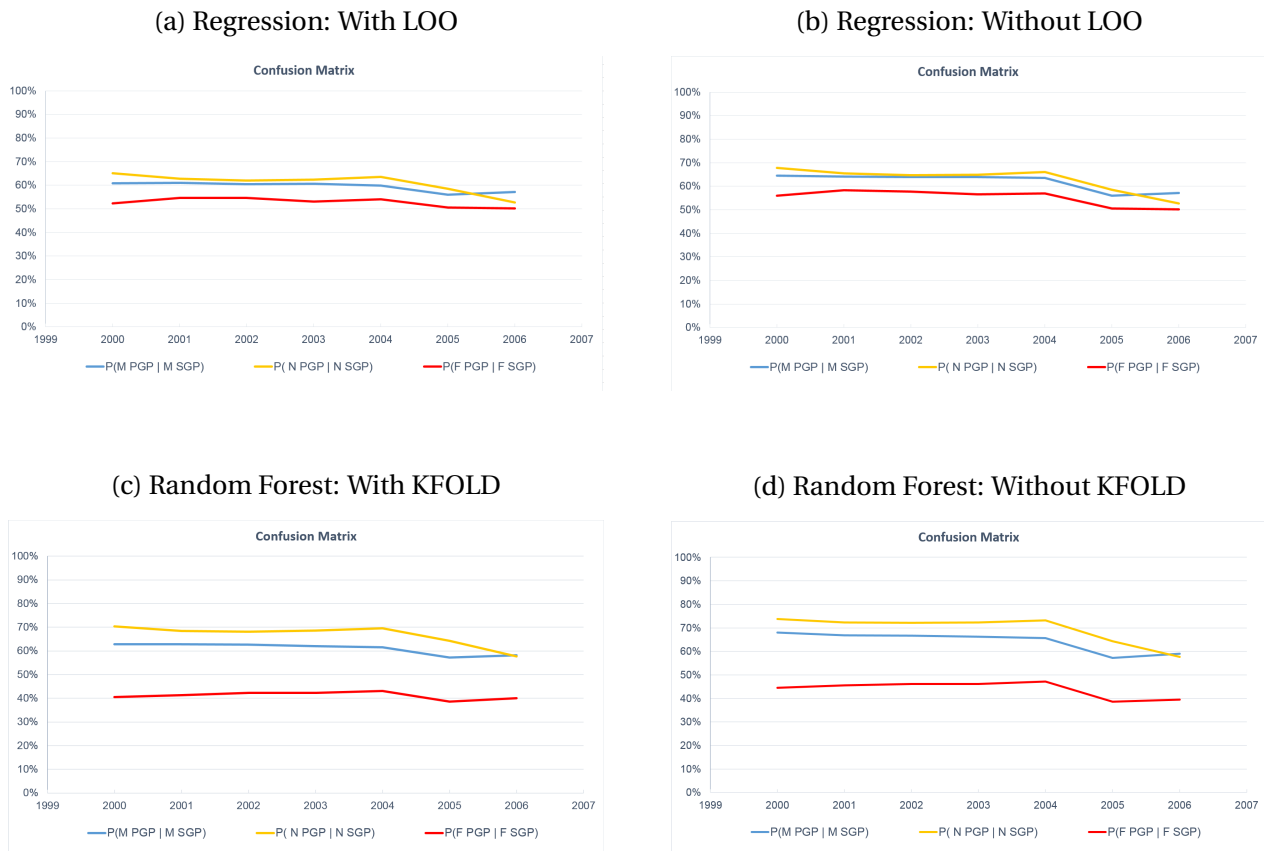 (a) Regression: With LOO
Confusion Matrix
100%
90%
80%
70%
60%
50%
40%
30%
20%
10%
0%
1999 2000 2001 2002 2003 2004 2005 2006 2007
P(M PGP | M SGP) P( N PGP | N SGP) P(F PGP | F SGP)
(b) Regression: Without LOO
Confusion Matrix
100%
90%
80%
70%
60%
50%
40%
30%
20%
10%
0%
1999 2000 2001 2002 2003 2004 2005 2006 2007
P(M PGP | M SGP) P( N PGP | N SGP) P(F PGP | F SGP)
(c) Random Forest: With KFOLD
Confusion Matrix
100%
90%
80%
70%
60%
50%
40%
30%
20%
10%
0%
1999 2000 2001 2002 2003 2004 2005 2006 2007
P(M PGP | M SGP) P( N PGP | N SGP) P(F PGP | F SGP)
(d) Random Forest: Without KFOLD
Confusion Matrix
100%
90%
80%
70%
60%
50%
40%
30%
20%
10%
0%
1999 2000 2001 2002 2003 2004 2005 2006 2007
P(M PGP | M SGP) P( N PGP | N SGP) P(F PGP | F SGP)